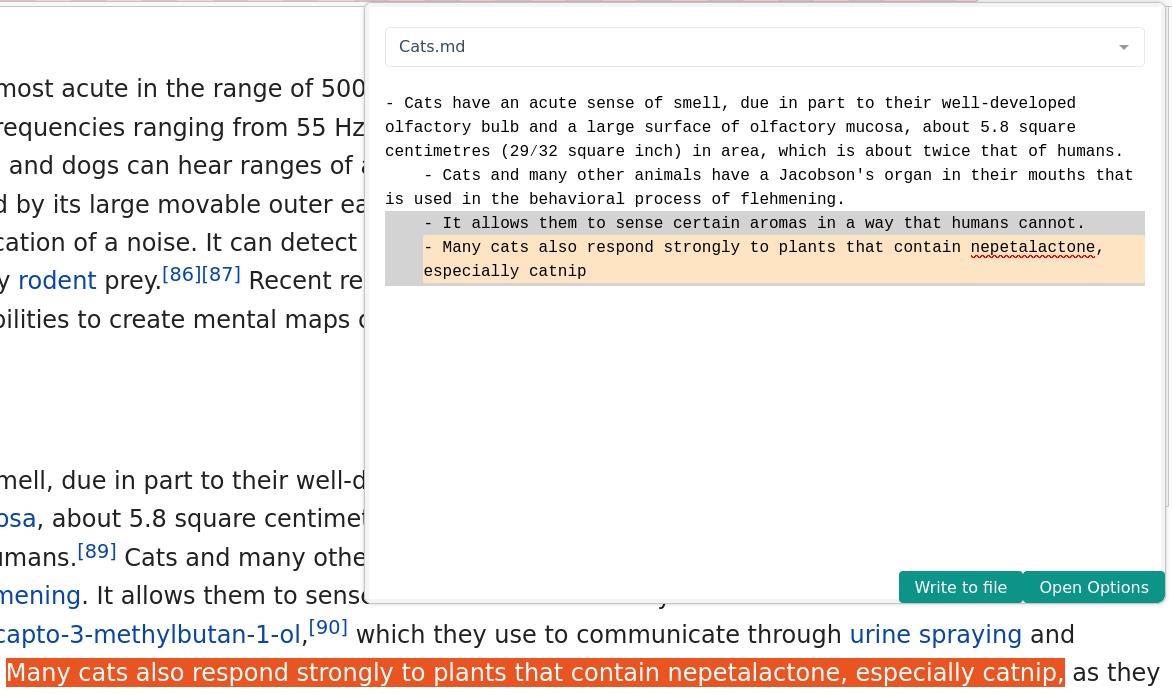 Cats.md
- Cats have an acute sense of smell, due in part to their well-developed
olfactory bulb and a large surface of olfactory mucosa, about 5.8 square
centimetres (29/32 square inch) in area, which is about twice that of humans.
- Cats and many other animals have a Jacobson's organ in their mouths that
is used in the behavioral process of flehmening.
- It allows them to sense certain aromas in a way that humans cannot.
- Many cats also respond strongly to plants that contain nepetalactone,
especially catnip
Write to file
Open Options
most acute in the range of 500
requencies ranging from 55 Hz
and dogs can hear ranges of
d by its large movable outer ea
cation of a noise. It can detect
y rodent prey.[86][87] Recent re
bilities to create mental maps
mell, due in part to their well-d
osa, about 5.8 square centimet
umans.[89] Cats and many othe
mening. It allows them to sense
capto-3-methylbutan-1-ol,[90] which they use to communicate through urine spraying and
Many cats also respond strongly to plants that contain nepetalactone, especially catnip, as they